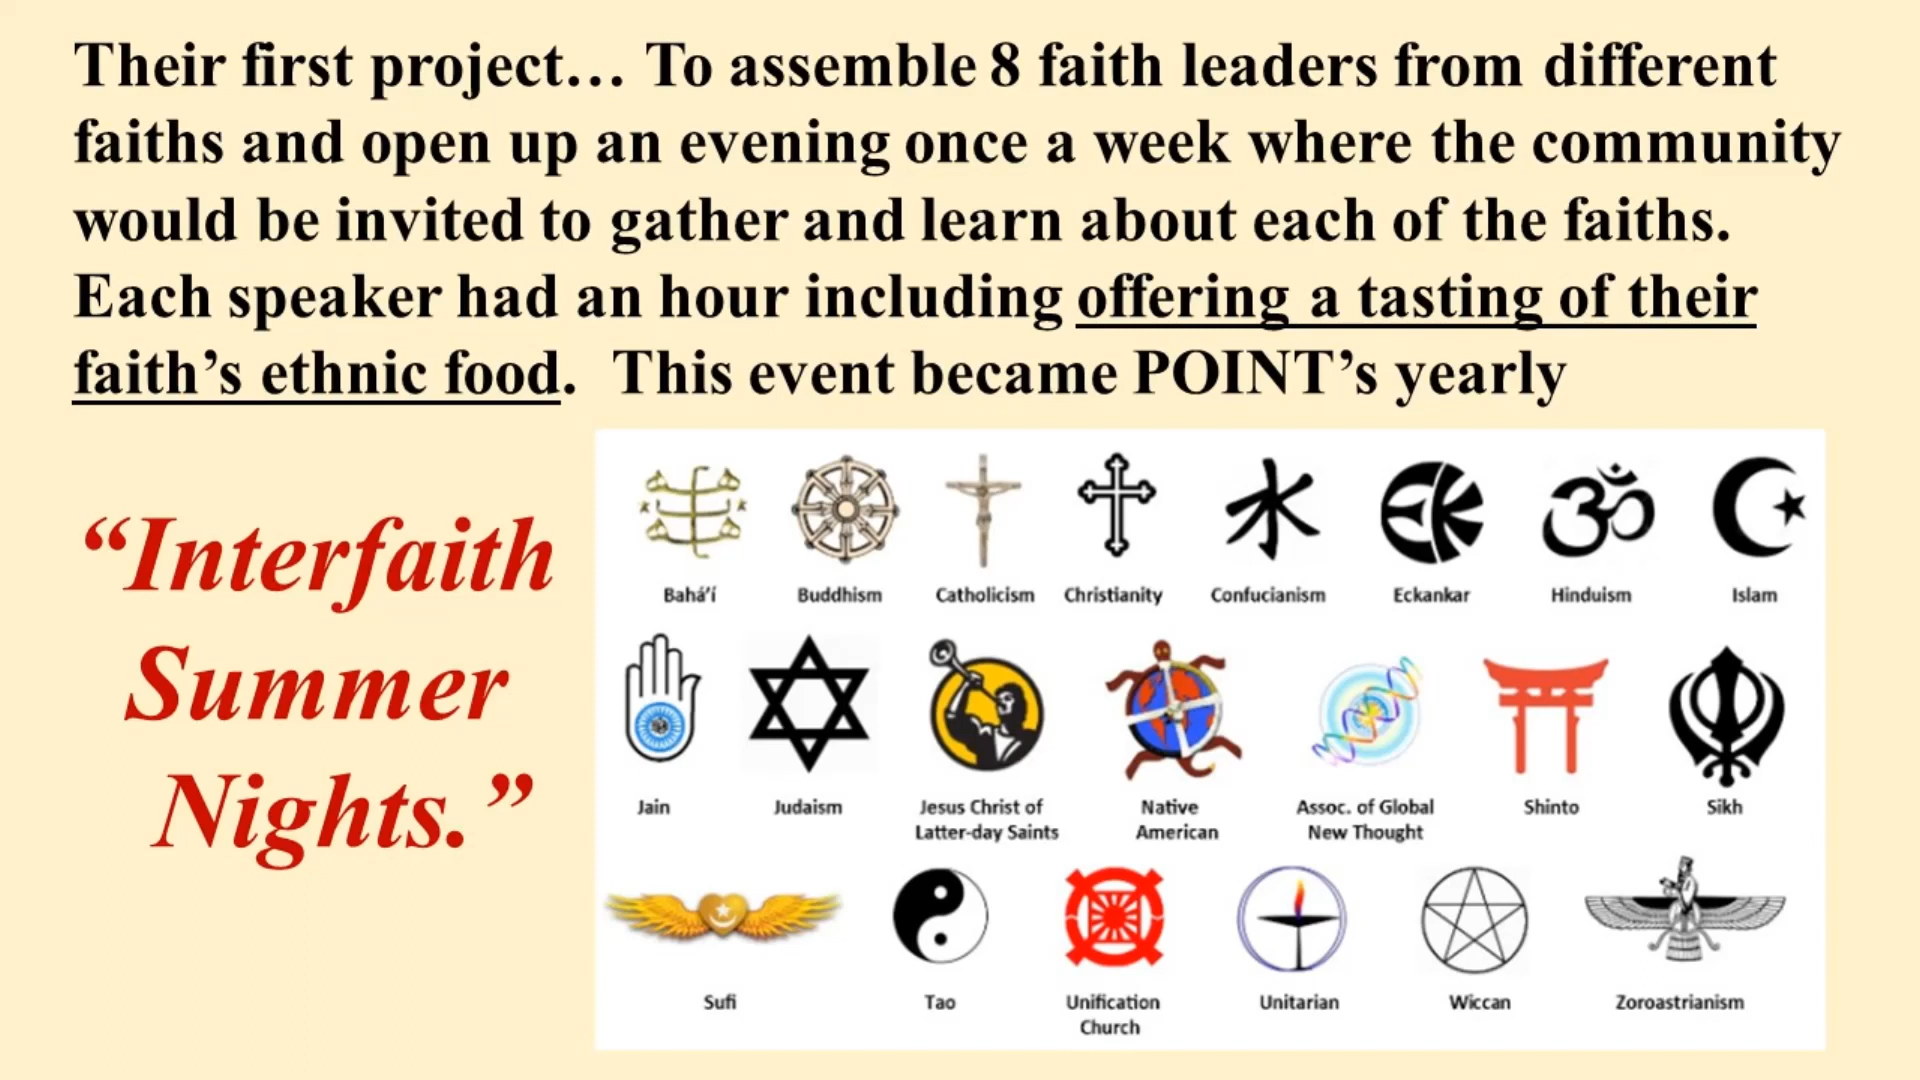 Their first project… To assemble 8 faith leaders from different
faiths and open up an evening once a week where the community
would be invited to gather and learn about each of the faiths.
Each speaker had an hour including offering a tasting of their
faith’s ethnic food.  This event became POINT’s yearly
“Interfaith
Summer
Nights.”
Bahá’í Buddhism Catholicism Christianity Confucianism Eckankar Hinduism Islam
Jain Judaism Jesus Christ of Native Assoc. of Global Shinto Sikh
Latter-day Saints American New Thought
Sufi Tao Unification Unitarian Wiccan Zoroastrianism
Church